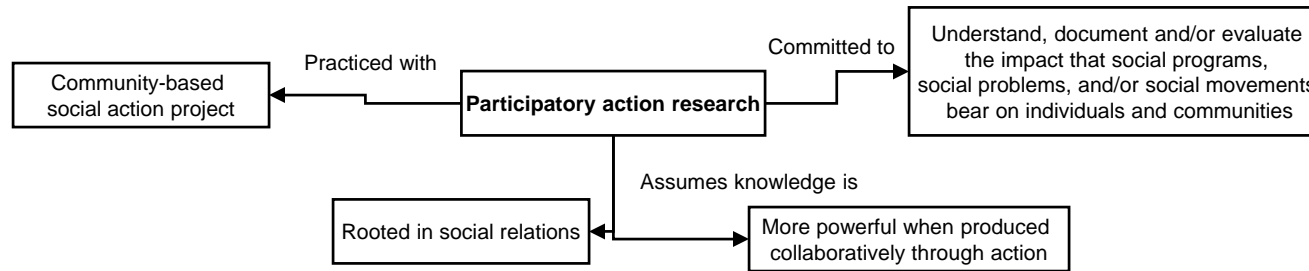 Practiced with
Community-based
social action project
Participatory action research
Committed to
Understand, document and/or evaluate
the impact that social programs,
social problems, and/or social movements
bear on individuals and communities
Assumes knowledge is
Rooted in social relations
More powerful when produced
collaboratively through action